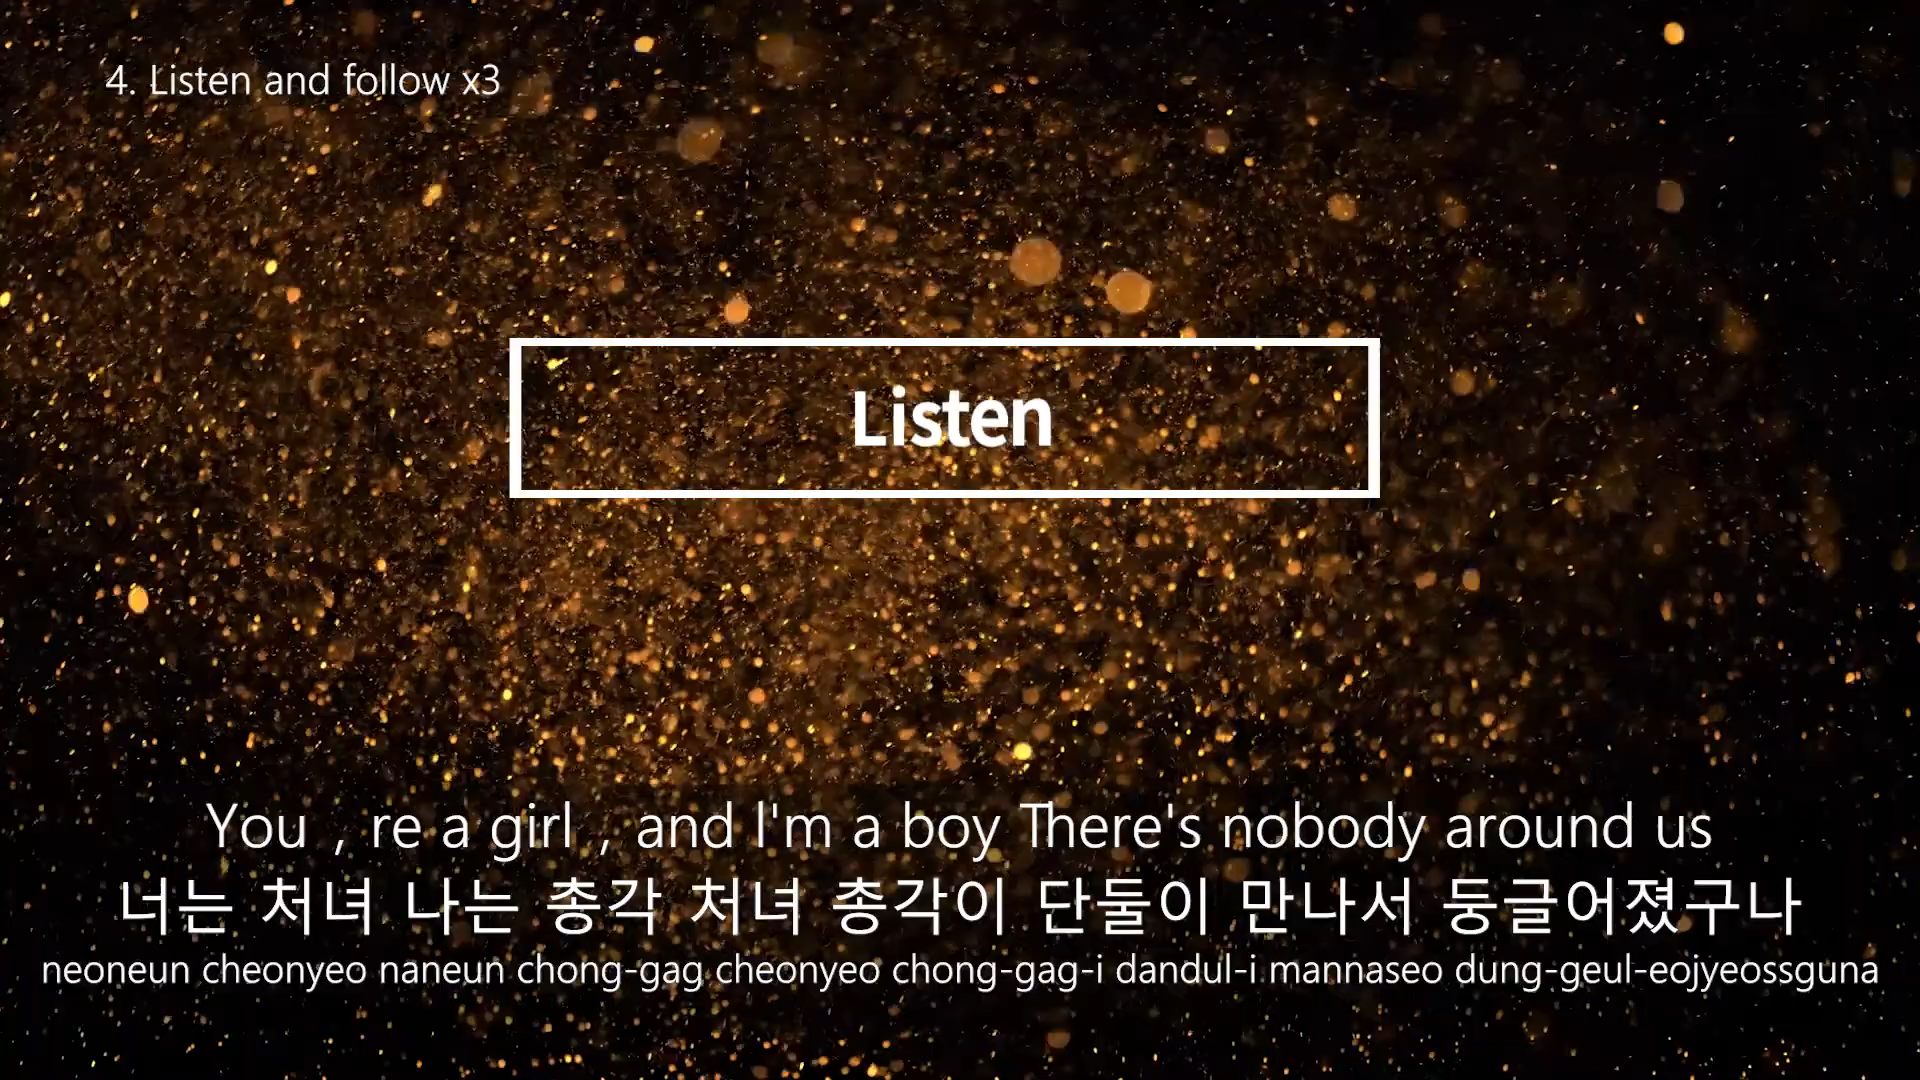 4. Listen and follow x3
Listen
You , re a girl , and I'm a boy There's nobody around us
너는 처녀 나는 총각 처녀 총각이 단둘이 만나서 둥글어졌구나
neoneun cheonyeo naneun chong-gag cheonyeo chong-gag-i dandul-i mannaseo dung-geul-eojyeossguna